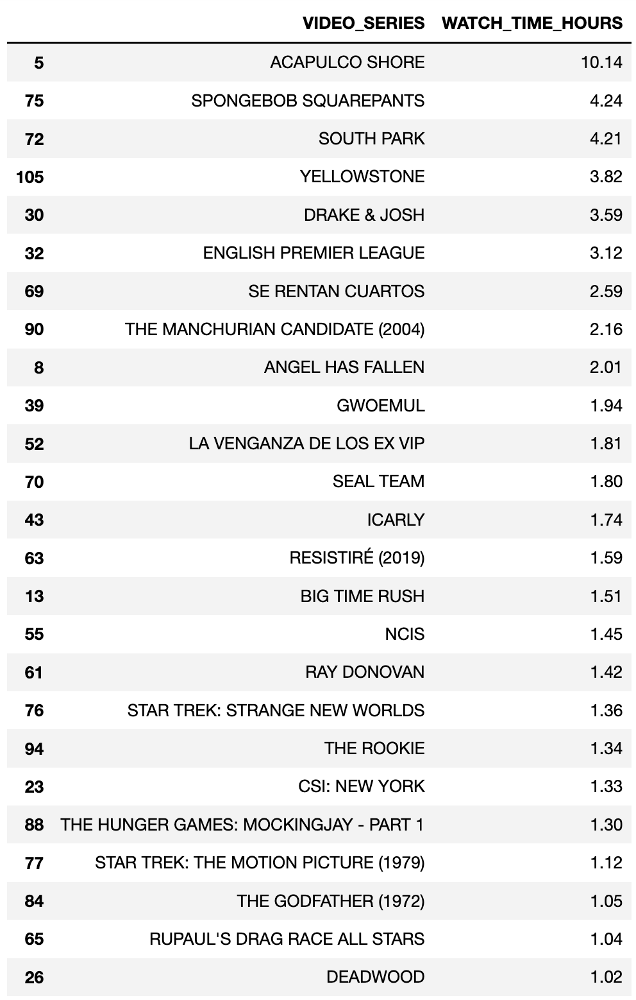 VIDEO_SERIES WATCH_TIME_HOURS
5 ACAPULCO SHORE 10.14
75 SPONGEBOB SQUAREPANTS 4.24
72 SOUTH PARK 4.21
105 YELLOWSTONE 3.82
30 DRAKE & JOSH 3.59
32 ENGLISH PREMIER LEAGUE 3.12
69 SE RENTAN CUARTOS 2.59
90 THE MANCHURIAN CANDIDATE (2004) 2.16
8 ANGEL HAS FALLEN 2.01
39 GWOEMUL 1.94
52 LA VENGANZA DE LOS EX VIP 1.81
70 SEAL TEAM 1.80
43 ICARLY 1.74
63 RESISTIRÉ (2019) 1.59
13 BIG TIME RUSH 1.51
55 NCIS 1.45
61 RAY DONOVAN 1.42
76 STAR TREK: STRANGE NEW WORLDS 1.36
94 THE ROOKIE 1.34
23 CSI: NEW YORK 1.33
88 THE HUNGER GAMES: MOCKINGJAY - PART 1 1.30
77 STAR TREK: THE MOTION PICTURE (1979) 1.12
84 THE GODFATHER (1972) 1.05
65 RUPAUL'S DRAG RACE ALL STARS 1.04
26 DEADWOOD 1.02